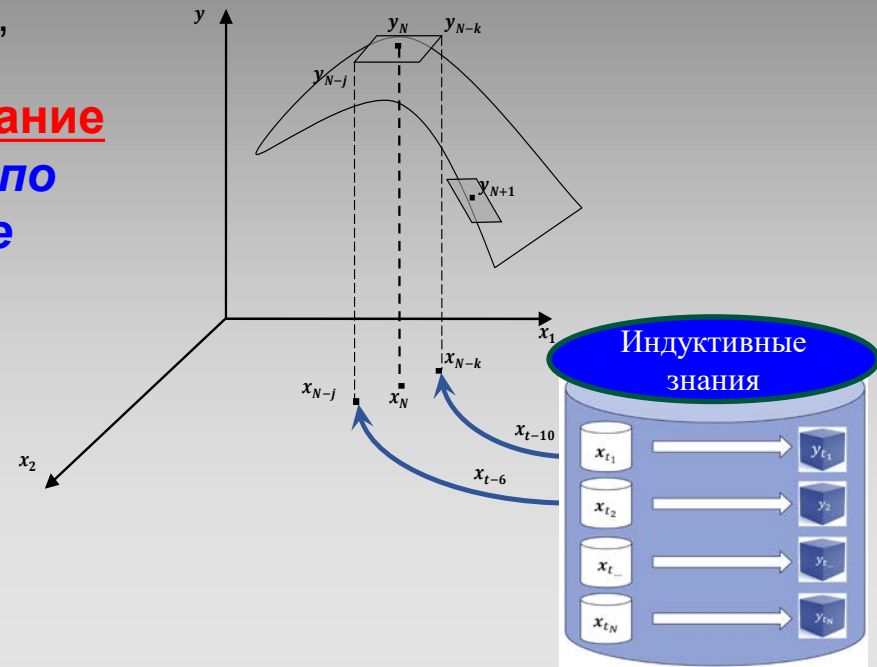 ,
ание
по
е
y
y_N y_{N-k}
y_{N-j}
y_{N+1}
x_1
x_{N-k}
x_{N-j} x_N
x_2
x_{t-10}
x_{t-6}
Индуктивные
знания
x_{t_1} y_{t_1}
x_{t_2} y_2
x_{t_-} y_{t_-}
x_{t_N} y_{t_N}